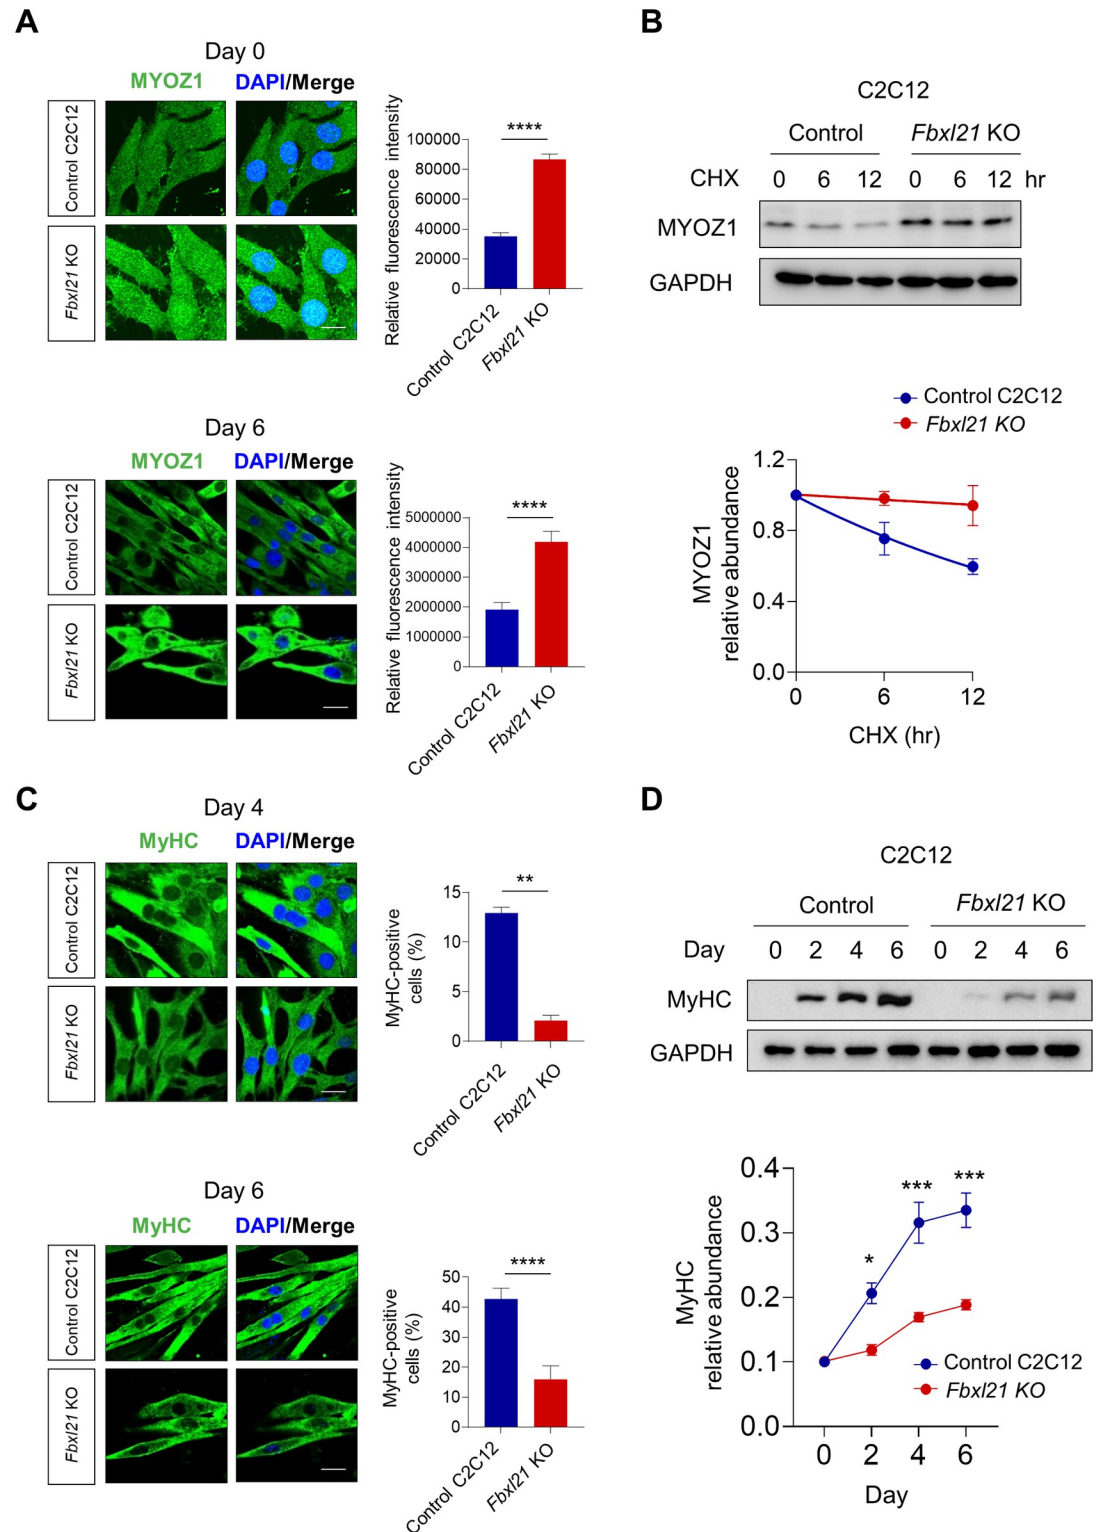 A
Day 0
MYOZ1 DAPI/Merge
Control C2C12
Fbxl21 KO
Relative fluorescence intensity
100000
80000
60000
40000
20000
0
****
Control C2C12
Fbxl21 KO
Day 6
MYOZ1 DAPI/Merge
Control C2C12
Fbxl21 KO
Relative fluorescence intensity
5000000
4000000
3000000
2000000
1000000
0
****
Control C2C12
Fbxl21 KO
B
C2C12
Control Fbxl21 KO
CHX 0 6 12 0 6 12 hr
MYOZ1
GAPDH
Control C2C12
Fbxl21 KO
MYOZ1
relative abundance
1.2
0.8
0.4
0.0
0 6 12
CHX (hr)
C
Day 4
MyHC DAPI/Merge
Control C2C12
Fbxl21 KO
MyHC-positive
cells (%)
15
10
5
0
**
Control C2C12
Fbxl21 KO
Day 6
MyHC DAPI/Merge
Control C2C12
Fbxl21 KO
MyHC-positive
cells (%)
50
40
30
20
10
0
****
Control C2C12
Fbxl21 KO
D
C2C12
Control Fbxl21 KO
Day 0 2 4 6 0 2 4 6
MyHC
GAPDH
MyHC
relative abundance
0.4
0.3
0.2
0.1
0.0
* *** ***
Control C2C12
Fbxl21 KO
0 2 4 6
Day